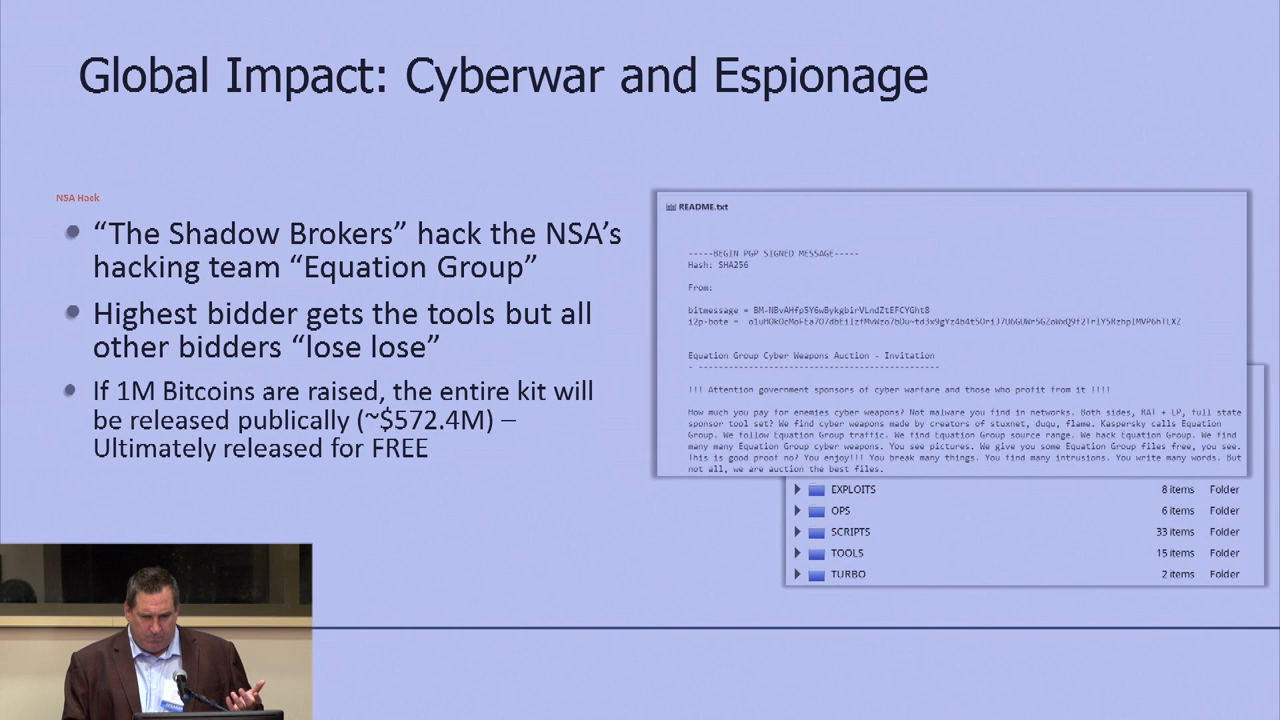 Global Impact: Cyberwar and Espionage
NSA Hack
“The Shadow Brokers” hack the NSA’s
hacking team “Equation Group”
Highest bidder gets the tools but all
other bidders “lose lose”
If 1M Bitcoins are raised, the entire kit will
be released publically (~$572.4M) –
Ultimately released for FREE
README.txt
-----BEGIN PGP SIGNED MESSAGE-----
Hash: SHA256
From:
bitmessage =
i2p-bote =
Equation Group Cyber Weapons Auction - Invitation
- ------------------------------------------------
!!! Attention government sponsors of cyber warfare and those who profit from it !!!!
How much you pay for enemies cyber weapons? Not malware you find in networks. Both sides, RAT + LP, full state
sponsor tool set? We find cyber weapons made by creators of stuxnet, duqu, flame. Kaspersky calls Equation
Group. We follow Equation Group traffic. We find Equation Group source range. We hack Equation Group. We find
many many Equation Group cyber weapons. You see pictures. We give you some Equation Group files free, you see.
This is good proof no? You enjoy!!! You break many things. You find many intrusions. You write many words. But
not all, we are auction the best files.
EXPLOITS 8 items Folder
OPS 6 items Folder
SCRIPTS 33 items Folder
TOOLS 15 items Folder
TURBO 2 items Folder